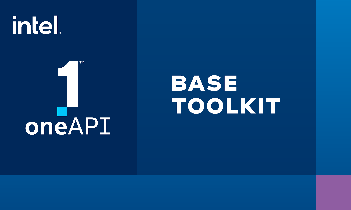 intel.
1
oneAPI
BASE
TOOLKIT